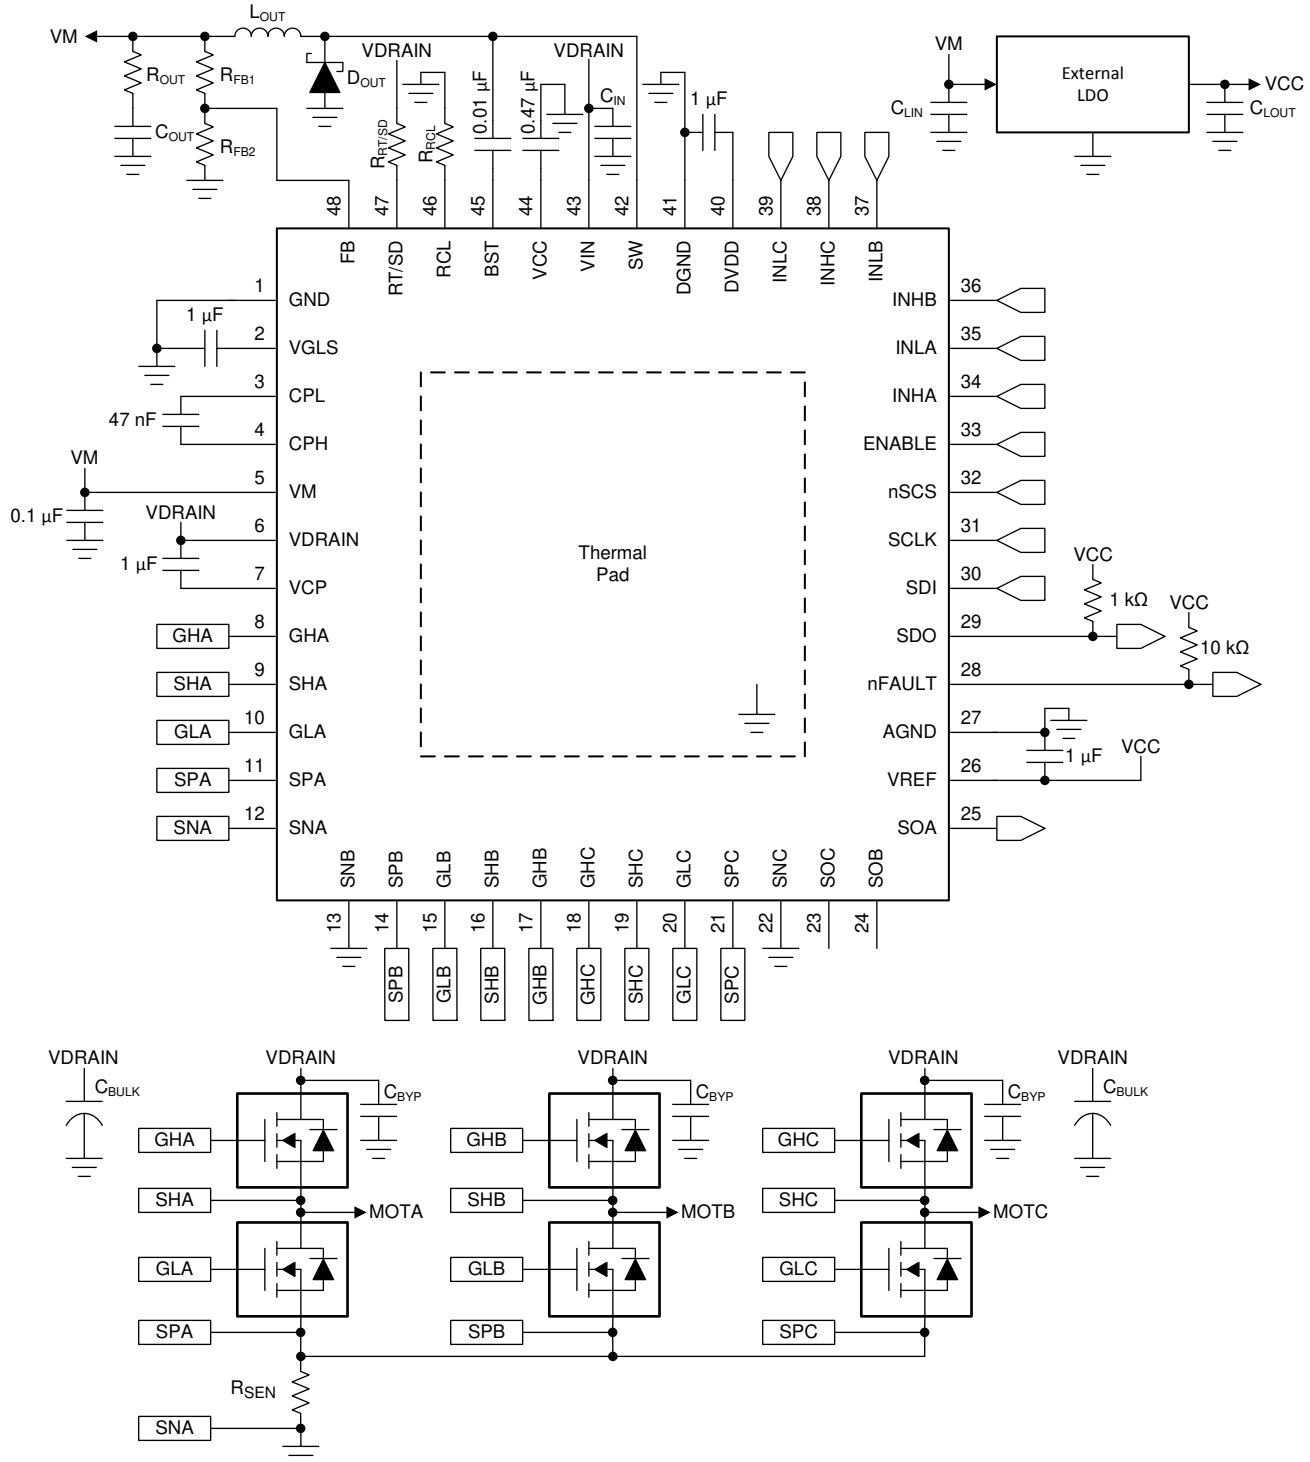 LOUT
VM
VDRAIN
VDRAIN
ROUT
RFB1
DOUT
COUT
RFB2
RRT/SD
RRCL
0.01 µF
0.47 µF
CIN
1 µF
VM
External
LDO
VCC
CLIN
CLOUT
48
47
46
45
44
43
42
41
40
39
38
37
FB
RT/SD
RCL
BST
VCC
VIN
SW
DGND
DVDD
INLC
INHC
INLB
1 GND
1 µF
2 VGLS
3 CPL
47 nF
4 CPH
VM
5 VM
0.1 µF
VDRAIN
6 VDRAIN
1 µF
7 VCP
GHA 8 GHA
SHA 9 SHA
GLA 10 GLA
SPA 11 SPA
SNA 12 SNA
Thermal
Pad
INHB 36
INLA 35
INHA 34
ENABLE 33
nSCS 32
SCLK 31
SDI 30
VCC
1 kΩ
SDO 29
VCC
10 kΩ
nFAULT 28
AGND 27
1 µF
VCC
VREF 26
SOA 25
SNB
SPB
GLB
SHB
GHB
GHC
SHC
GLC
SPC
SNC
SOC
SOB
13
14
15
16
17
18
19
20
21
22
23
24
SPB
GLB
SHB
GHB
GHC
SHC
GLC
SPC
VDRAIN
CBULK
VDRAIN
CBYP
VDRAIN
CBYP
VDRAIN
CBYP
VDRAIN
CBULK
GHA
GHB
GHC
SHA
MOTA
SHB
MOTB
SHC
MOTC
GLA
GLB
GLC
SPA
SPB
SPC
RSEN
SNA